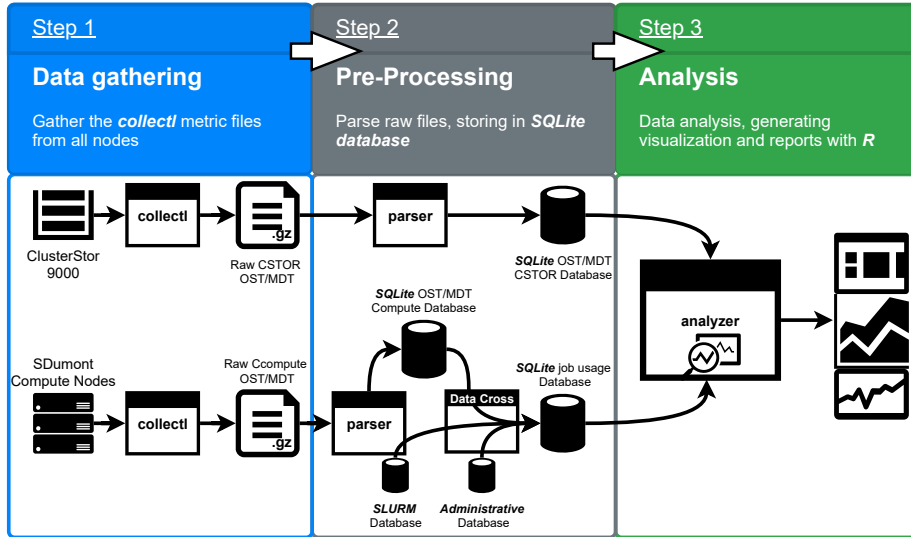 Step 1
Data gathering
Gather the collectl metric files
from all nodes
Step 2
Pre-Processing
Parse raw files, storing in SQLite
database
Step 3
Analysis
Data analysis, generating
visualization and reports with R
ClusterStor
9000
collectl
.gz
Raw CSTOR
OST/MDT
parser
SQLite OST/MDT
CSTOR Database
SQLite OST/MDT
Compute Database
analyzer
SDumont
Compute Nodes
collectl
Raw Ccompute
OST/MDT
.gz
parser
Data Cross
SQLite job usage
Database
SLURM
Database
Administrative
Database